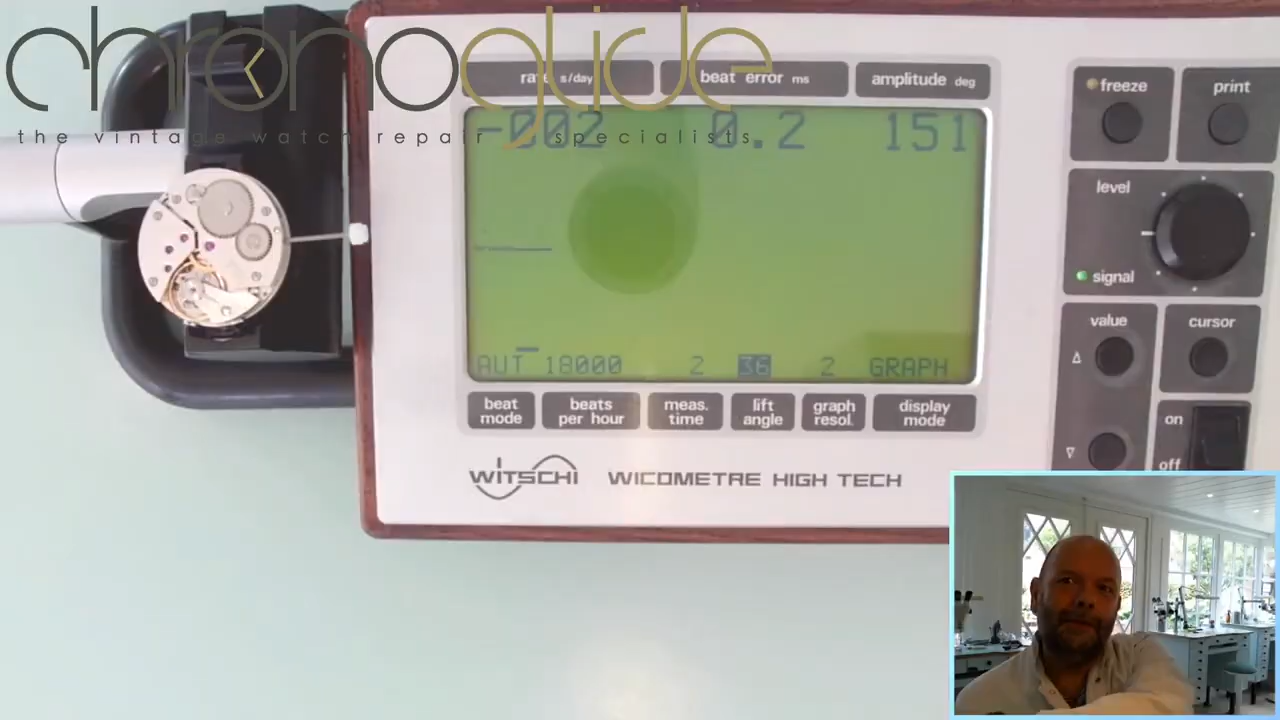 chronoglide
the vintage watch repair specialists
rate s/day beat error ms amplitude deg
-002 0.2 151
AUT 18000 2 36 2 GRAPH
beat mode beats per hour meas. time lift angle graph resol. display mode
WITSCHI WICOMETRE HIGH TECH
freeze print
level
signal
value cursor
on
off